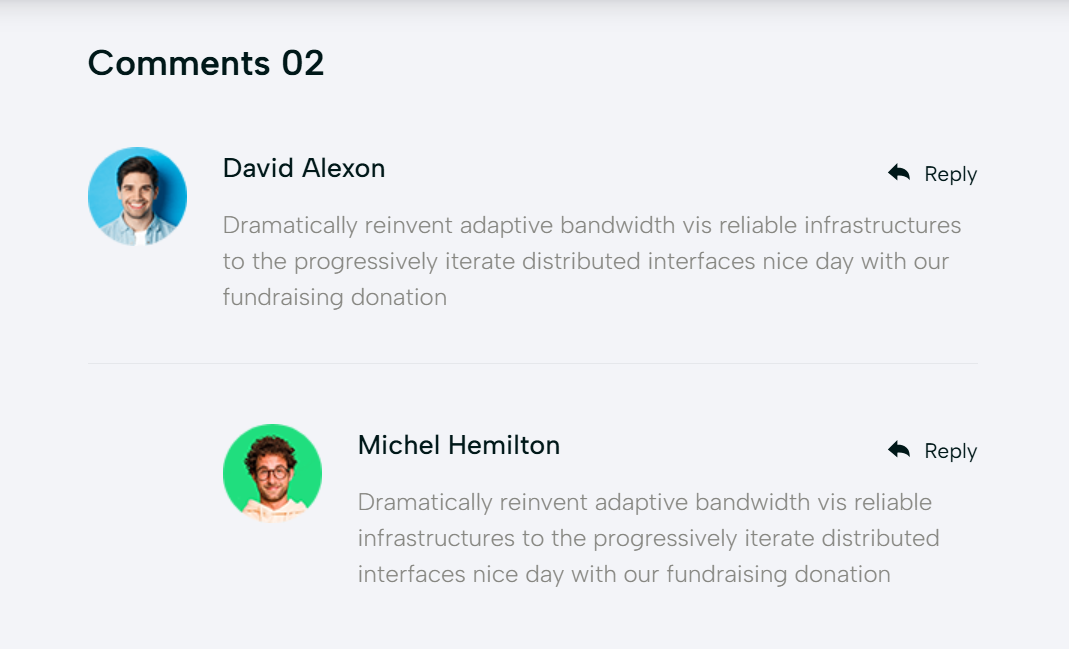 Comments 02
David Alexon
Reply
Dramatically reinvent adaptive bandwidth vis reliable infrastructures
to the progressively iterate distributed interfaces nice day with our
fundraising donation
Michel Hemilton
Reply
Dramatically reinvent adaptive bandwidth vis reliable
infrastructures to the progressively iterate distributed
interfaces nice day with our fundraising donation